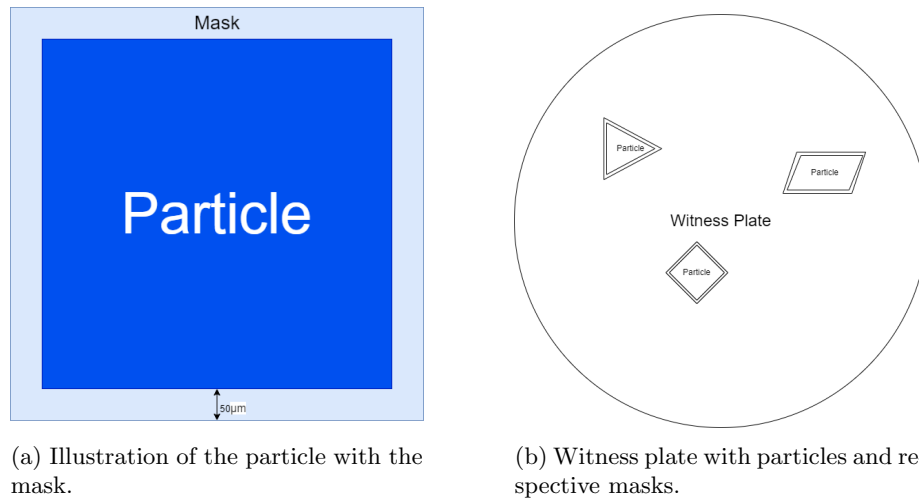 Mask
Particle
50μm
(a) Illustration of the particle with the
mask.
Particle
Particle
Witness Plate
Particle
(b) Witness plate with particles and re
spective masks.